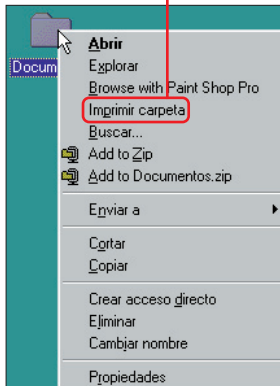 Docum
Abrir
Explorar
Browse with Paint Shop Pro
Imprimir carpeta
Buscar...
Add to Zip
Add to Documentos.zip
Enviar a
Cortar
Copiar
Crear acceso directo
Eliminar
Cambiar nombre
Propiedades